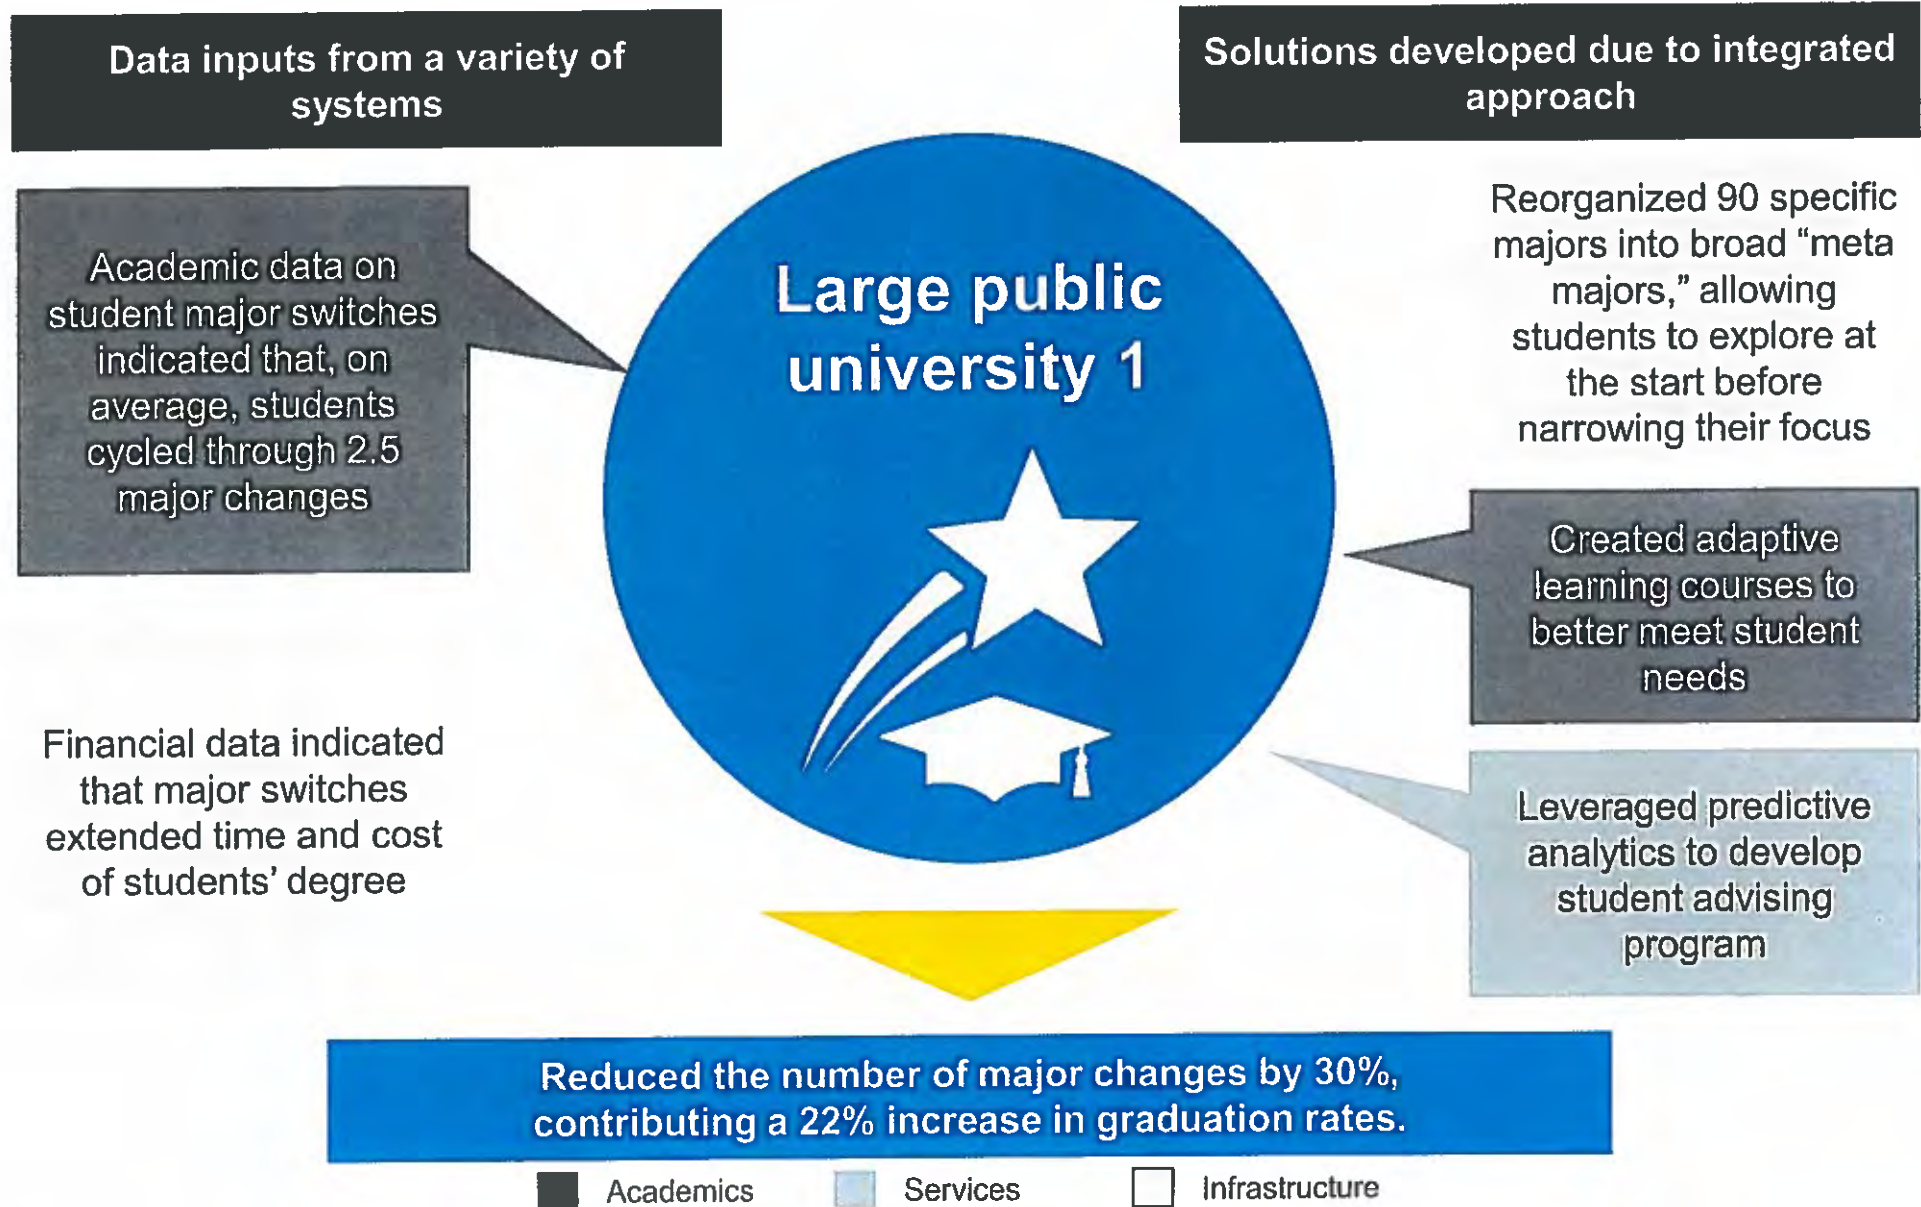 Data inputs from a variety of
systems
Solutions developed due to integrated
approach
Academic data on
student major switches
indicated that, on
average, students
cycled through 2.5
major changes
Financial data indicated
that major switches
extended time and cost
of students' degree
Large public
university 1
Reorganized 90 specific
majors into broad “meta
majors,” allowing
students to explore at
the start before
narrowing their focus
Created adaptive
learning courses to
better meet student
needs
Leveraged predictive
analytics to develop
student advising
program
Reduced the number of major changes by 30%,
contributing a 22% increase in graduation rates.
Academics
Services
Infrastructure